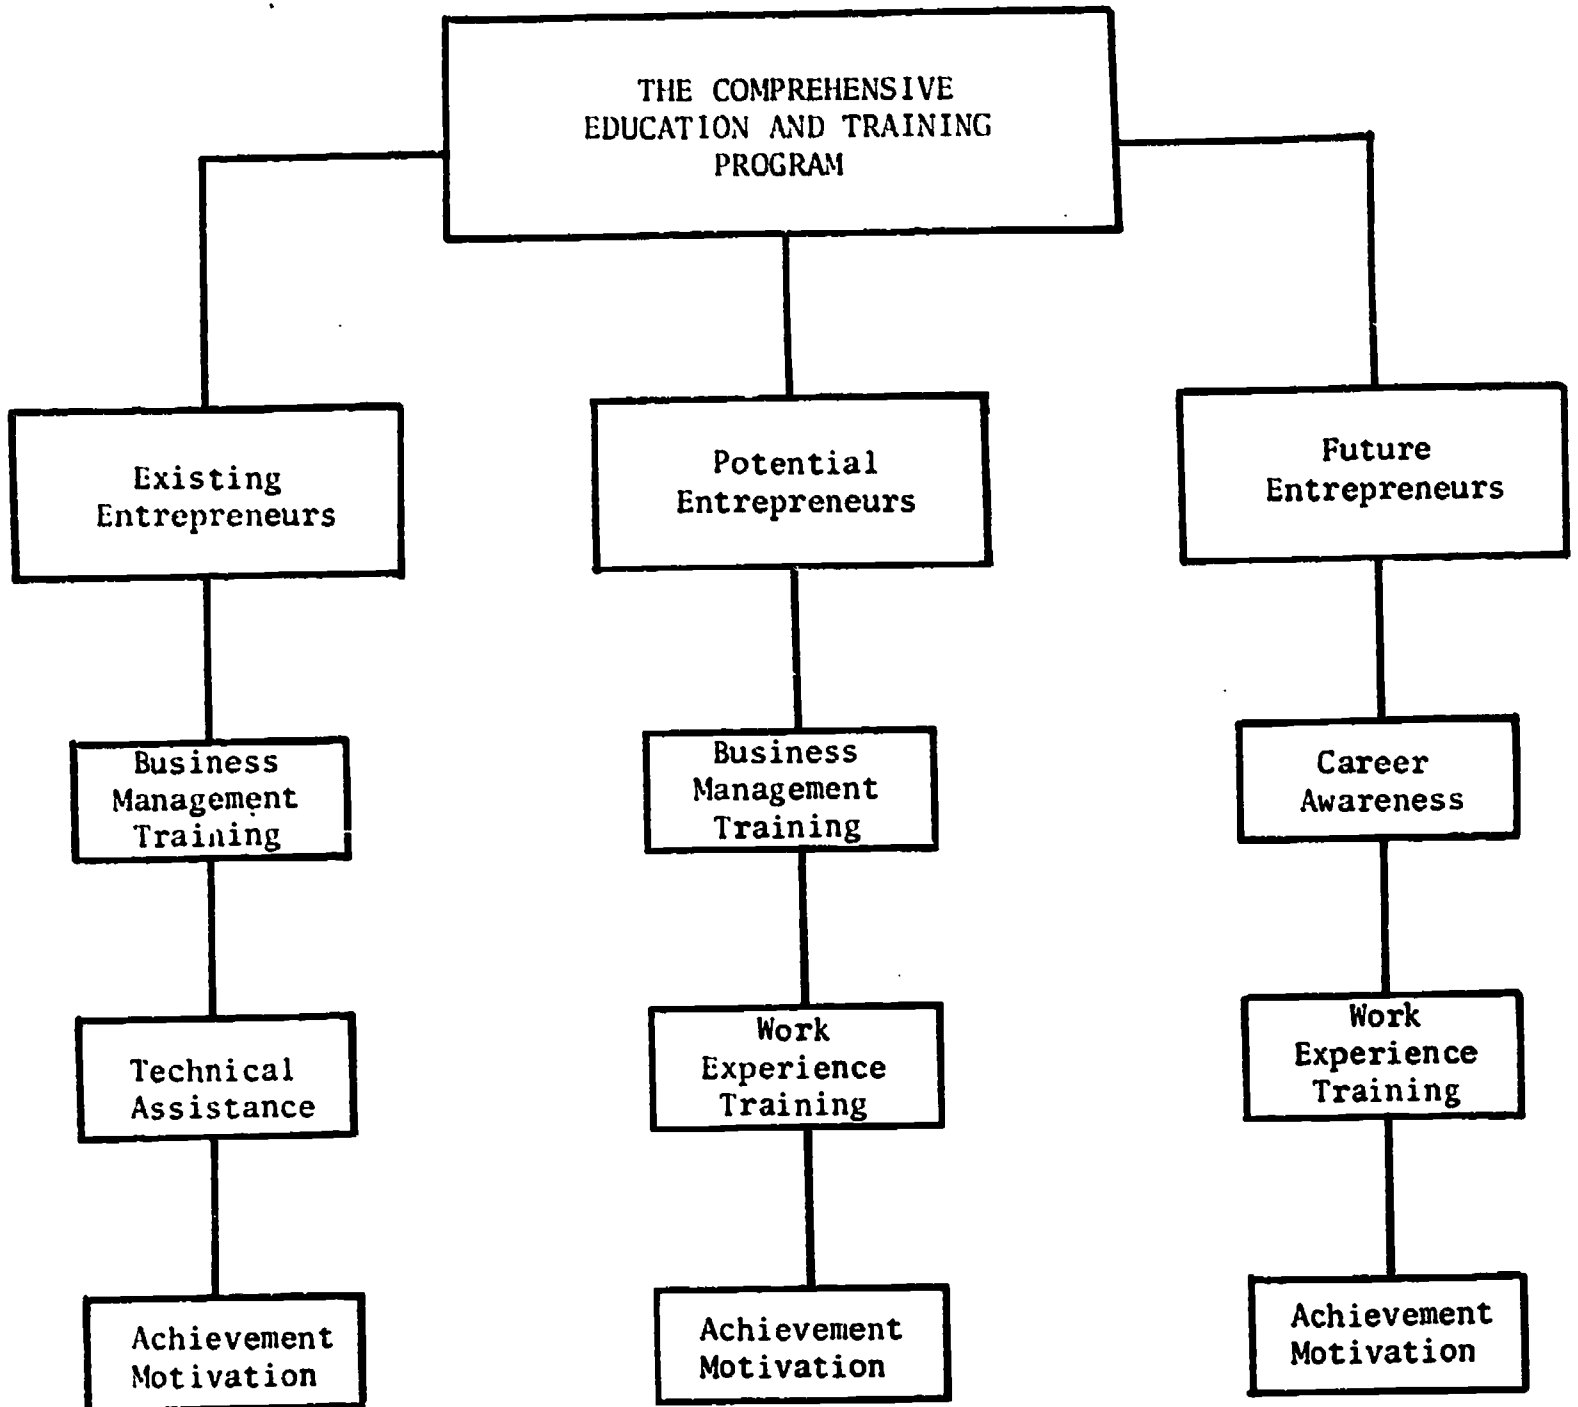 THE COMPREHENSIVE
EDUCATION AND TRAINING
PROGRAM
Existing
Entrepreneurs
Potential
Entrepreneurs
Future
Entrepreneurs
Business
Management
Training
Business
Management
Training
Career
Awareness
Technical
Assistance
Work
Experience
Training
Work
Experience
Training
Achievement
Motivation
Achievement
Motivation
Achievement
Motivation